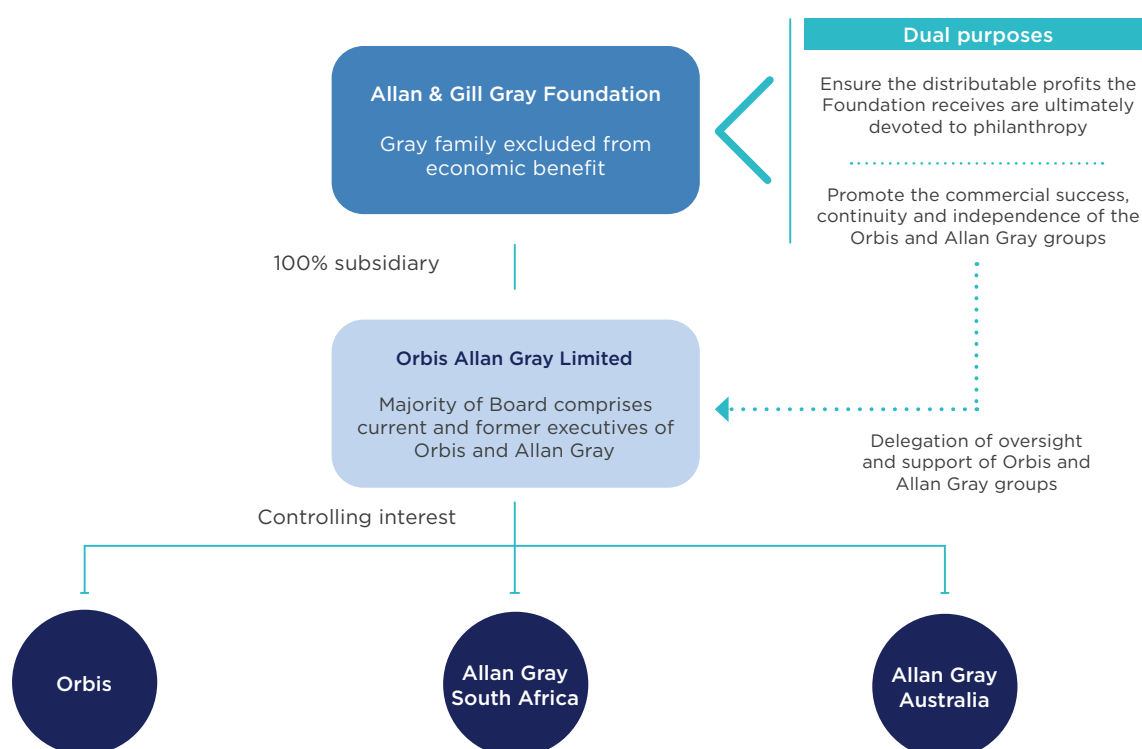 Dual purposes
Ensure the distributable profits the
Foundation receives are ultimately
devoted to philanthropy
Promote the commercial success,
continuity and independence of the
Orbis and Allan Gray groups
Allan & Gill Gray Foundation
Gray family excluded from
economic benefit
100% subsidiary
Orbis Allan Gray Limited
Majority of Board comprises
current and former executives of
Orbis and Allan Gray
Delegation of oversight
and support of Orbis and
Allan Gray groups
Controlling interest
Orbis
Allan Gray
South Africa
Allan Gray
Australia